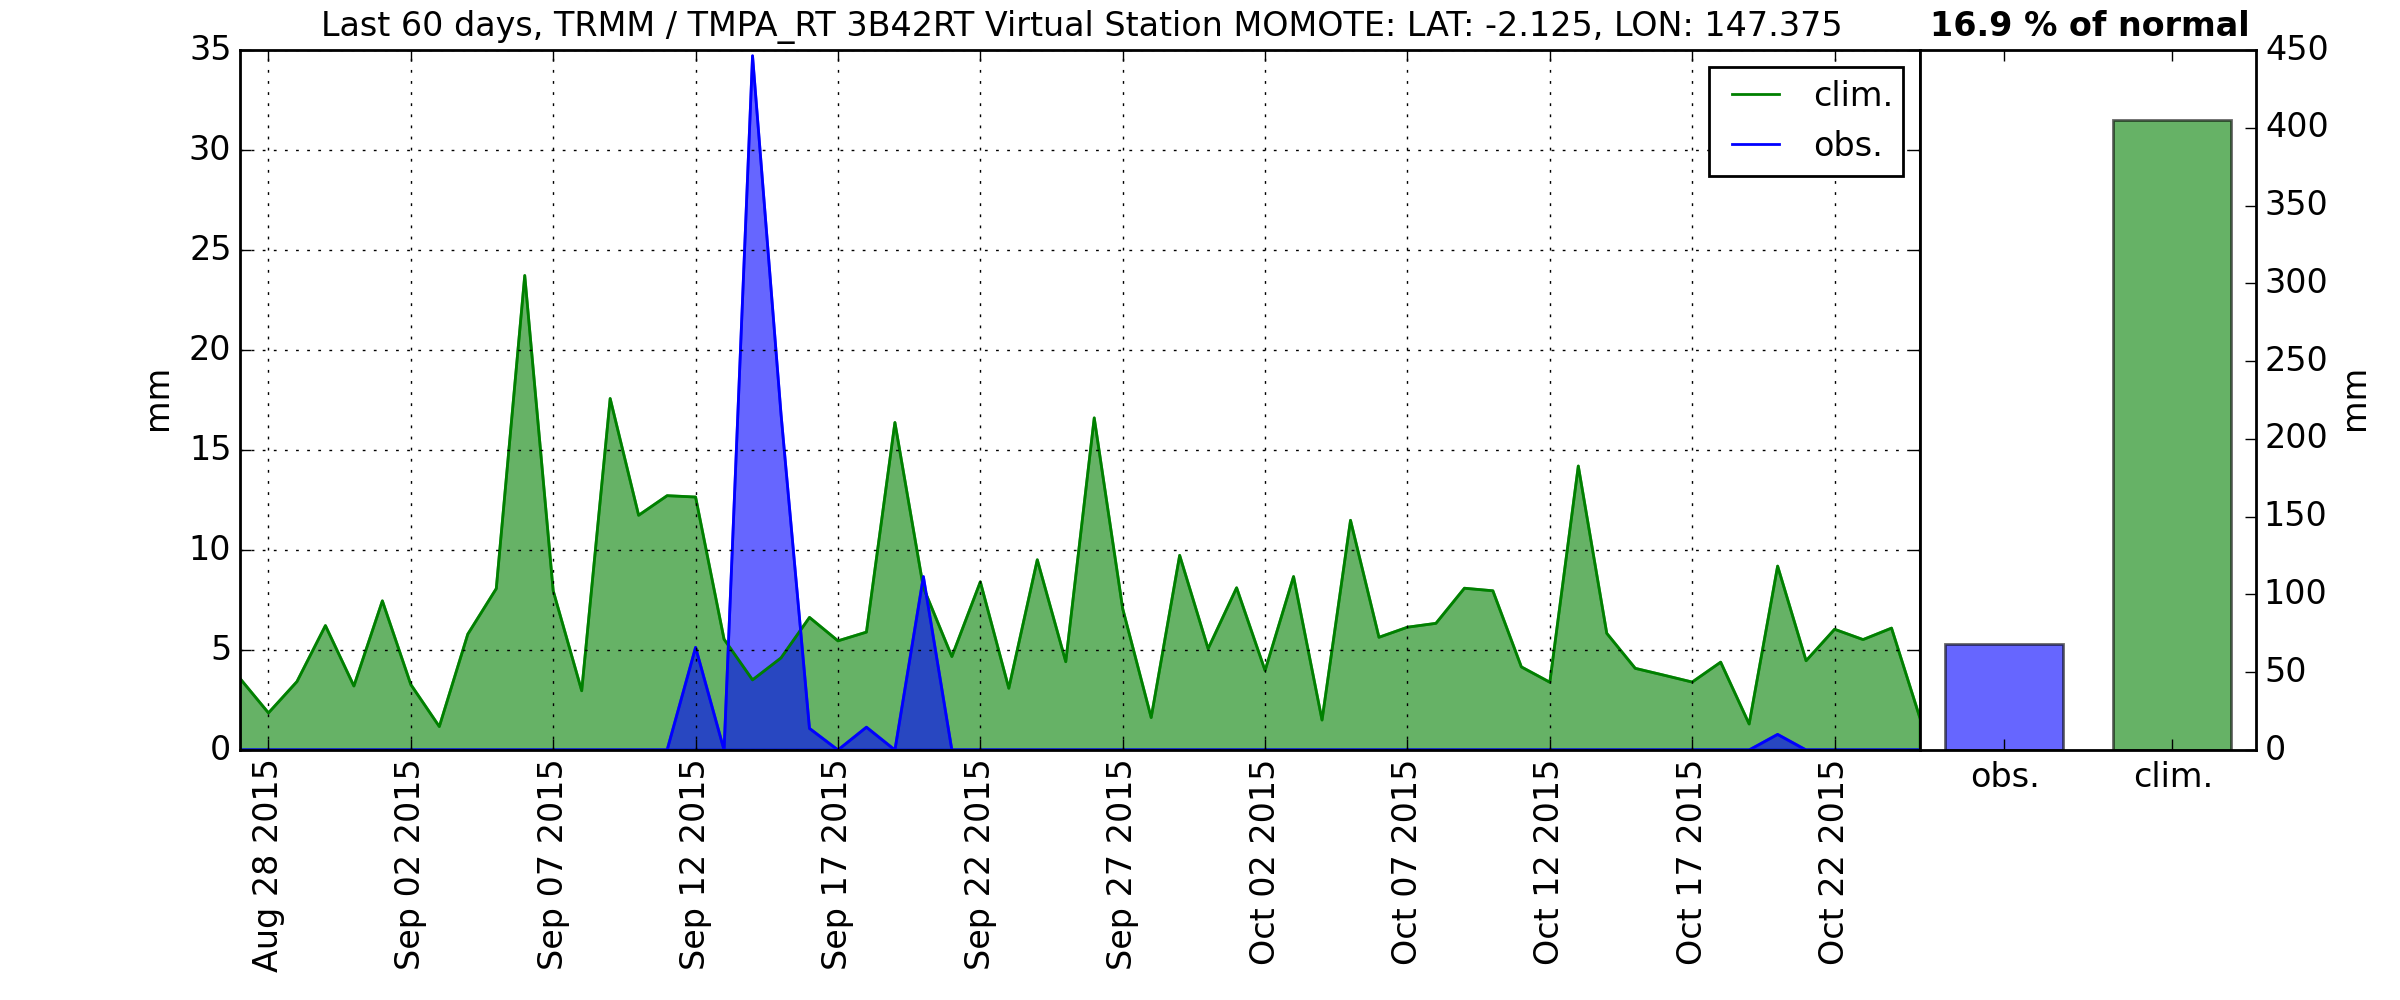 Last 60 days, TRMM / TMPA_RT 3B42RT Virtual Station MOMOTE: LAT: -2.125, LON: 147.375
16.9 % of normal
35
30
25
20
15
10
5
0
mm
clim.
obs.
Aug 28 2015
Sep 02 2015
Sep 07 2015
Sep 12 2015
Sep 17 2015
Sep 22 2015
Sep 27 2015
Oct 02 2015
Oct 07 2015
Oct 12 2015
Oct 17 2015
Oct 22 2015
450
400
350
300
250
200
150
100
50
0
mm
obs.
clim.